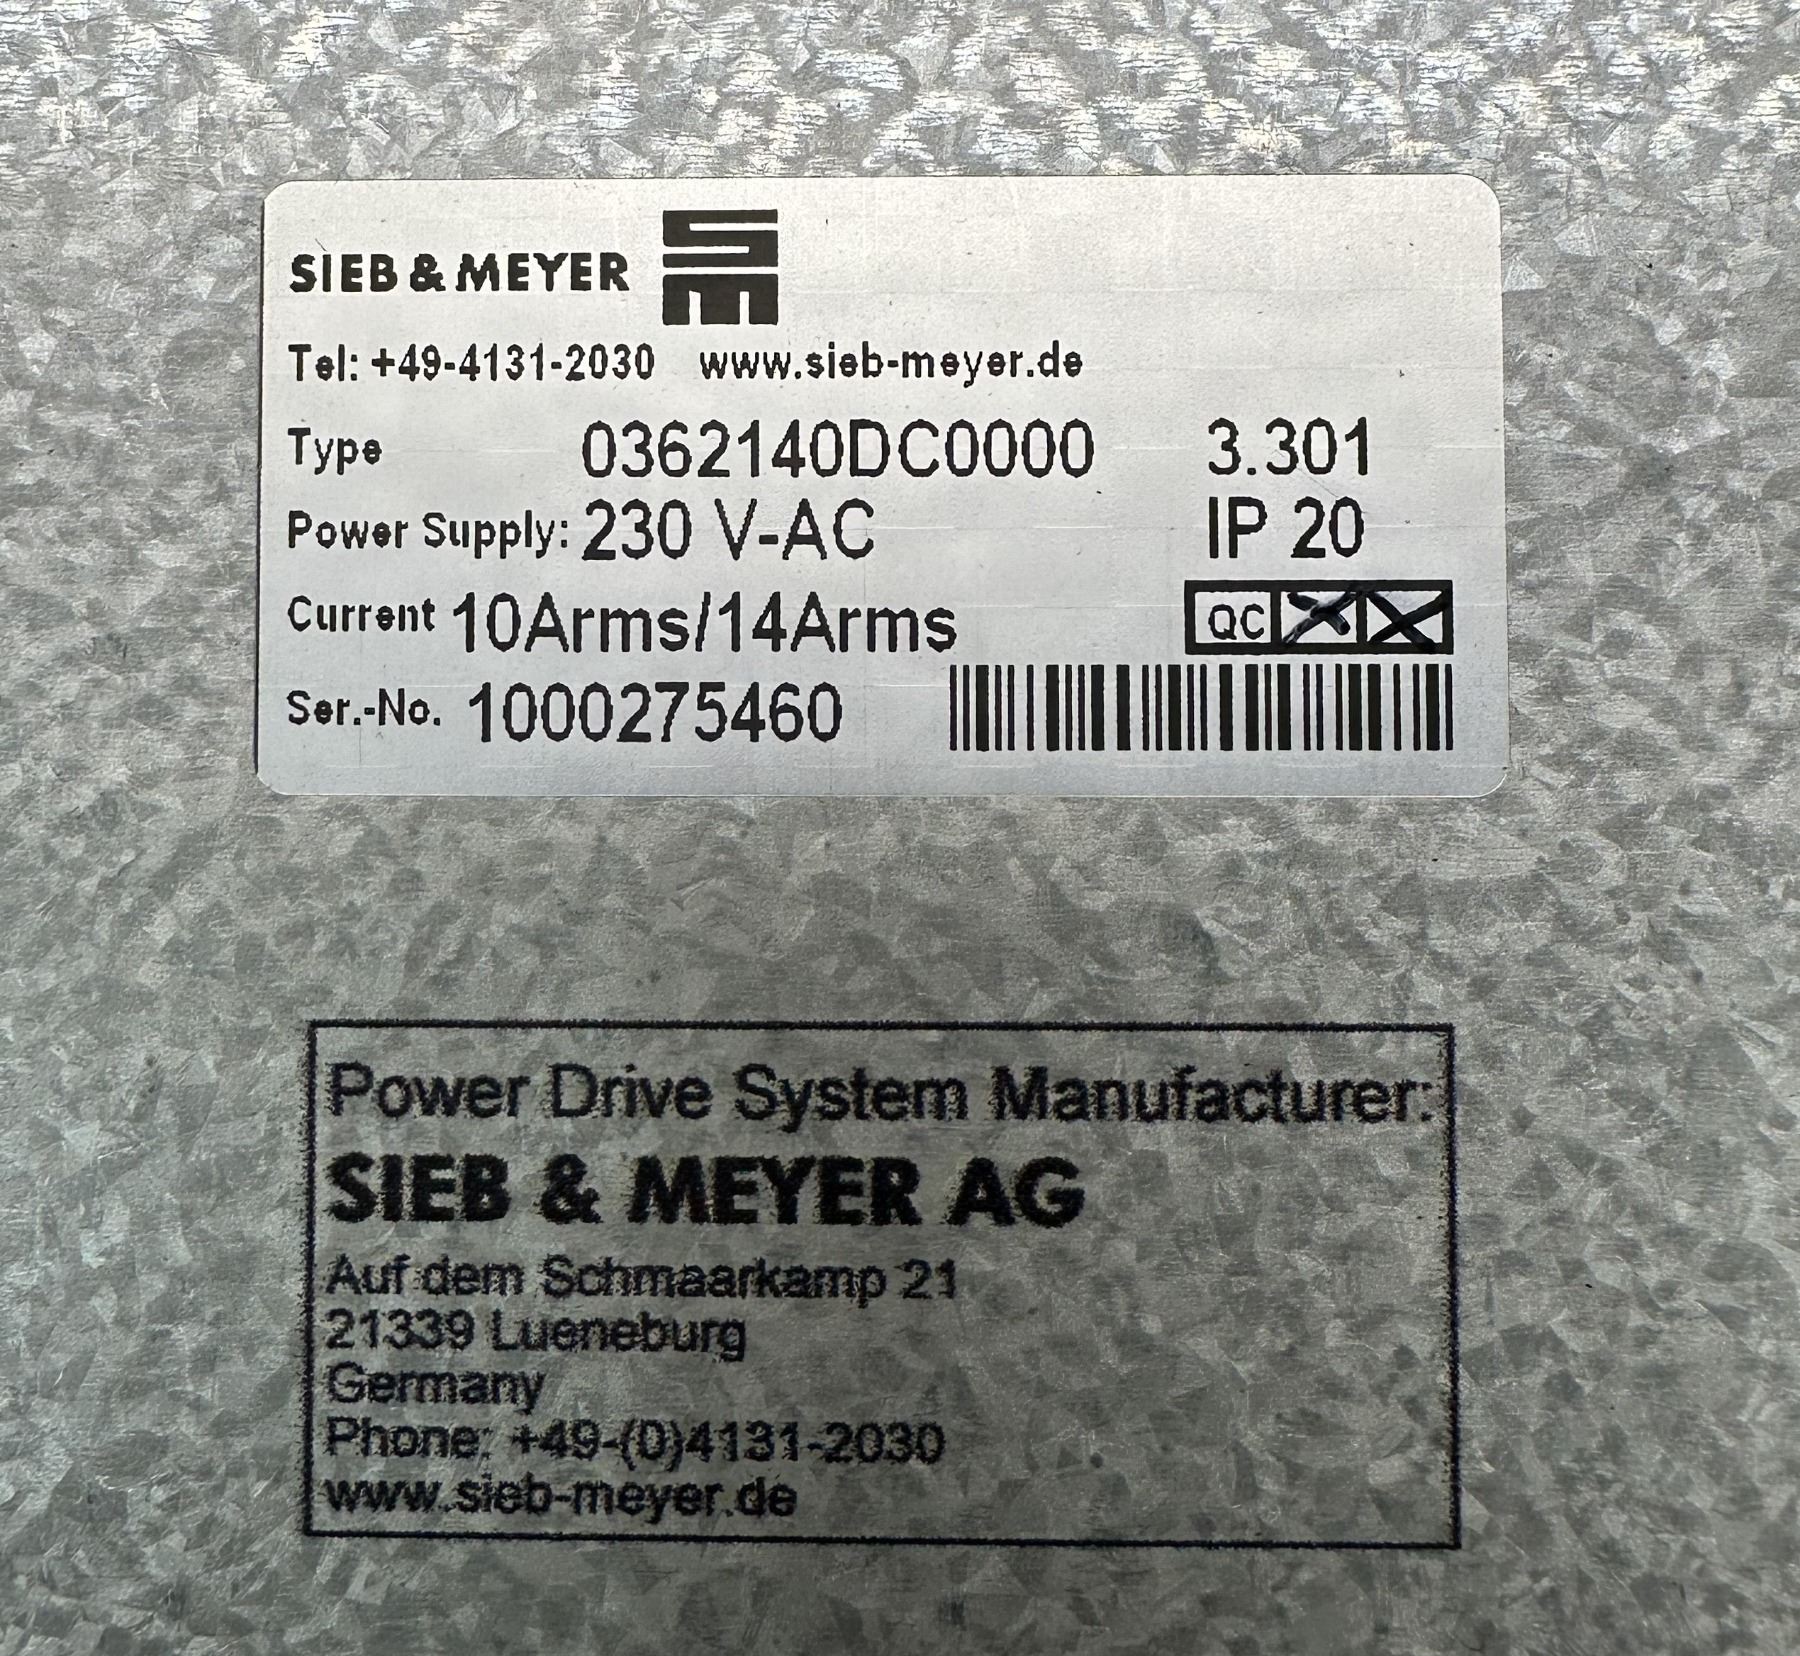 SIEB & MEYER
Tel: +49-4131-2030 www.sieb-meyer.de
Type 0362140DC0000 3.301
Power Supply: 230 V-AC IP 20
Current 10Arms/14Arms QC
Ser.-No. 1000275460
Power Drive System Manufacturer:
SIEB & MEYER AG
Auf dem Schmaarkamp 21
21339 Lueneburg
Germany
Phone: +49-(0)4131-2030
www.sieb-meyer.de